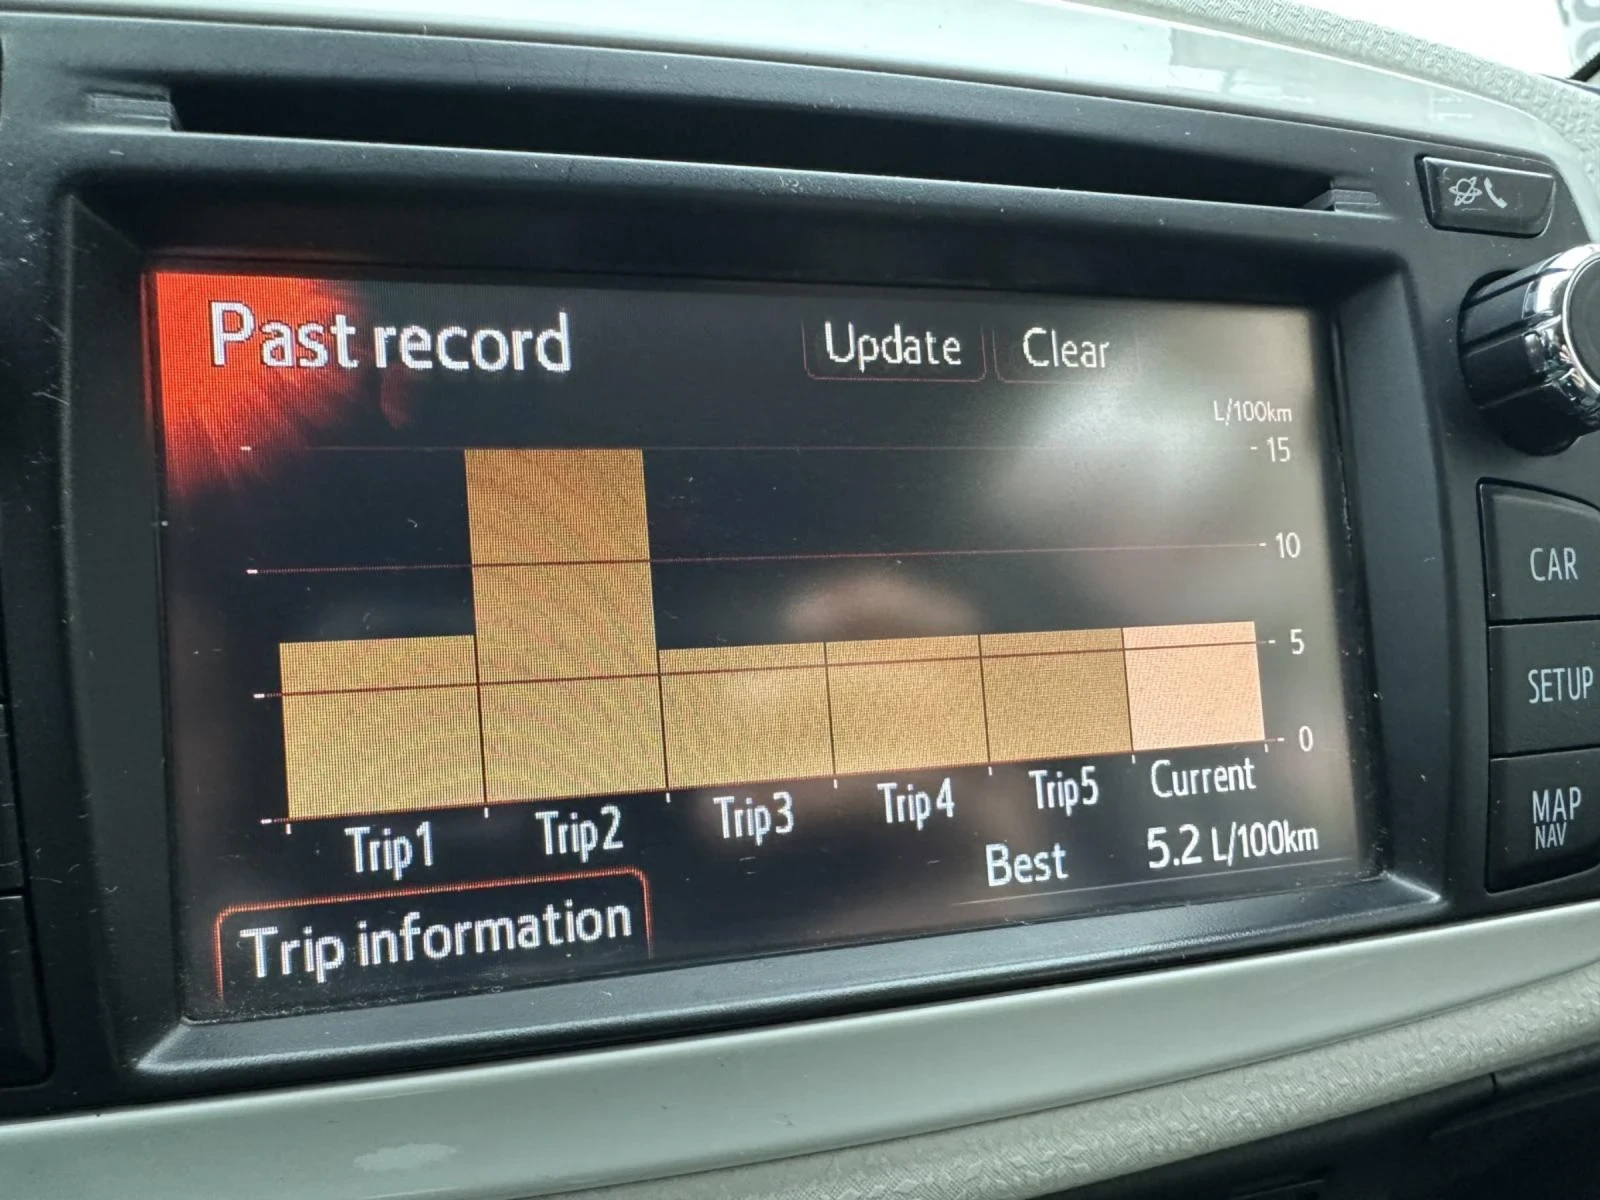 Past record
Update
Clear
L/100km
15
10
5
0
Trip1
Trip2
Trip3
Trip4
Trip5
Current
Best
5.2 L/100km
Trip information
CAR
SETUP
MAP
NAV